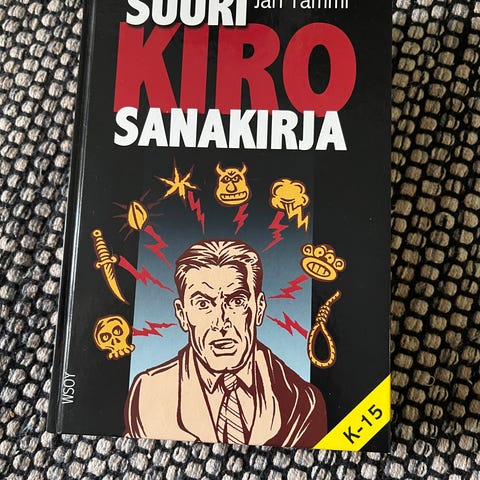 Jari Tammi
SUURI
KIRO
SANAKIRJA
WSOY
K-15